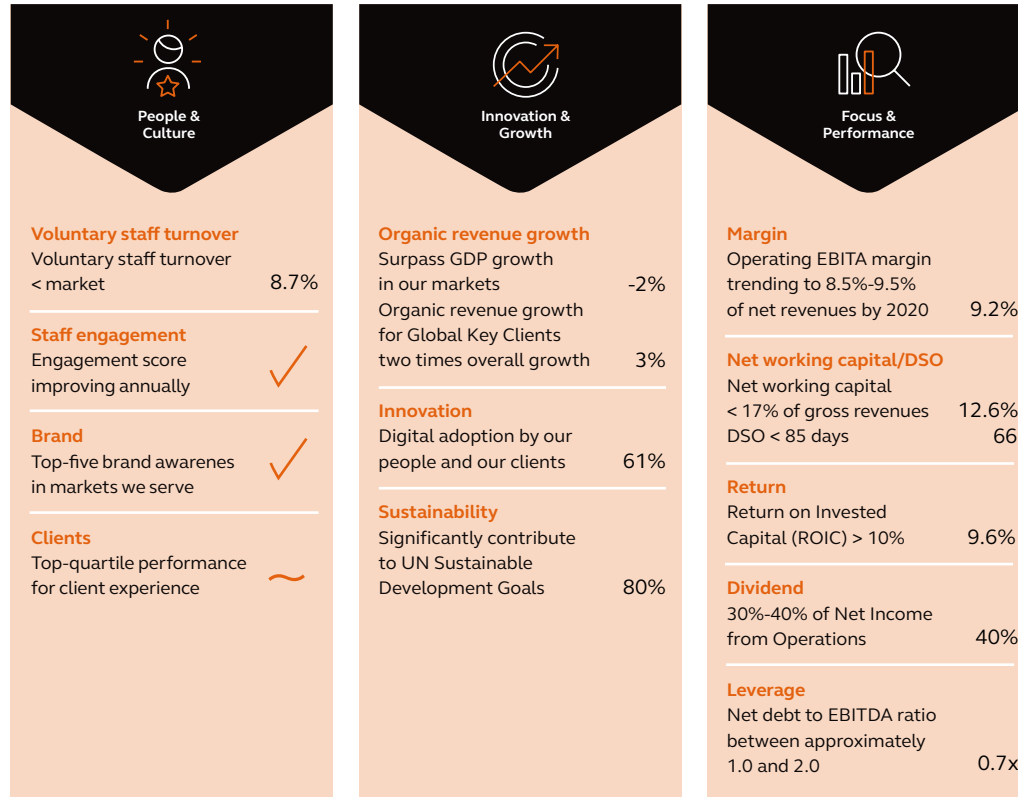 People &
Culture
Voluntary staff turnover
Voluntary staff turnover
< market 8.7%
Staff engagement
Engagement score
improving annually
Brand
Top-five brand awarenes
in markets we serve
Clients
Top-quartile performance
for client experience
Innovation &
Growth
Organic revenue growth
Surpass GDP growth
in our markets -2%
Organic revenue growth
for Global Key Clients
two times overall growth 3%
Innovation
Digital adoption by our
people and our clients 61%
Sustainability
Significantly contribute
to UN Sustainable
Development Goals 80%
Focus &
Performance
Margin
Operating EBITA margin
trending to 8.5%-9.5%
of net revenues by 2020 9.2%
Net working capital/DSO
Net working capital
< 17% of gross revenues 12.6%
DSO < 85 days 66
Return
Return on Invested
Capital (ROIC) > 10% 9.6%
Dividend
30%-40% of Net Income
from Operations 40%
Leverage
Net debt to EBITDA ratio
between approximately
1.0 and 2.0 0.7x